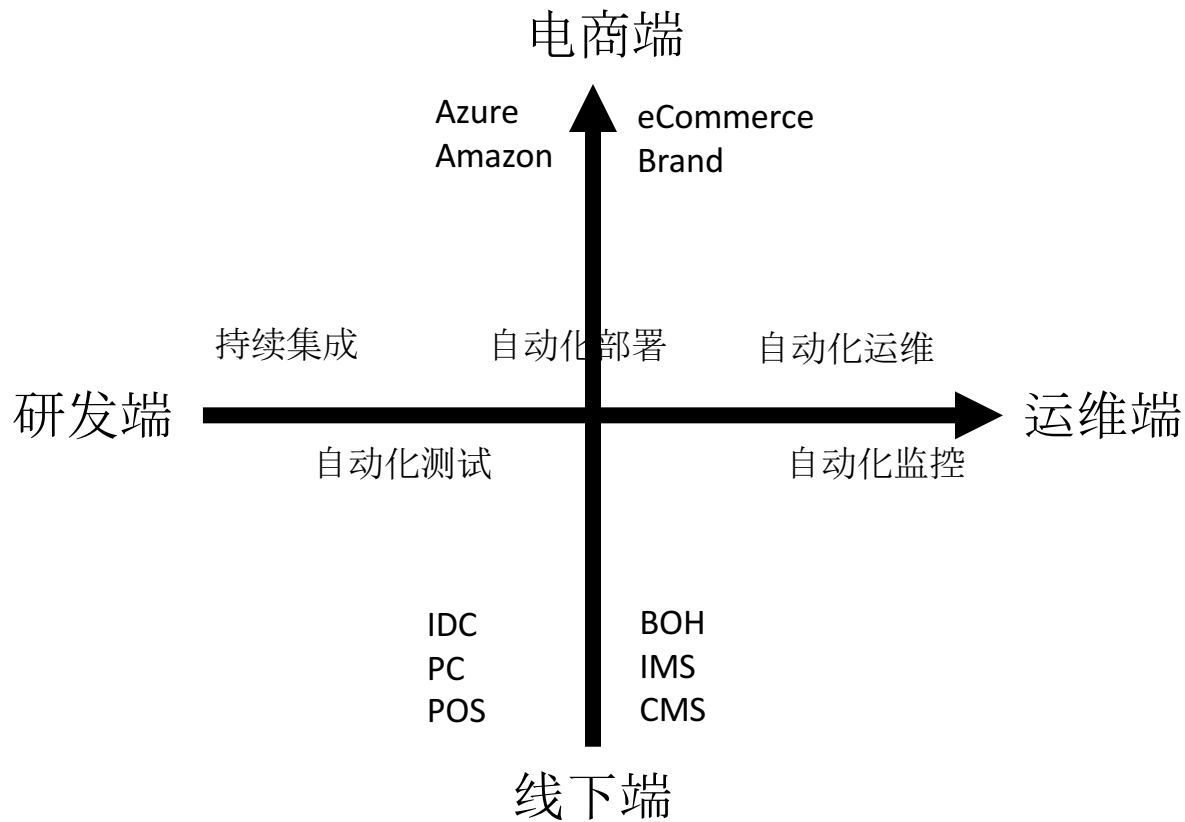 电商端
Azure
Amazon
eCommerce
Brand
持续集成
自动化部署
自动化运维
研发端
运维端
自动化测试
自动化监控
IDC
PC
POS
BOH
IMS
CMS
线下端